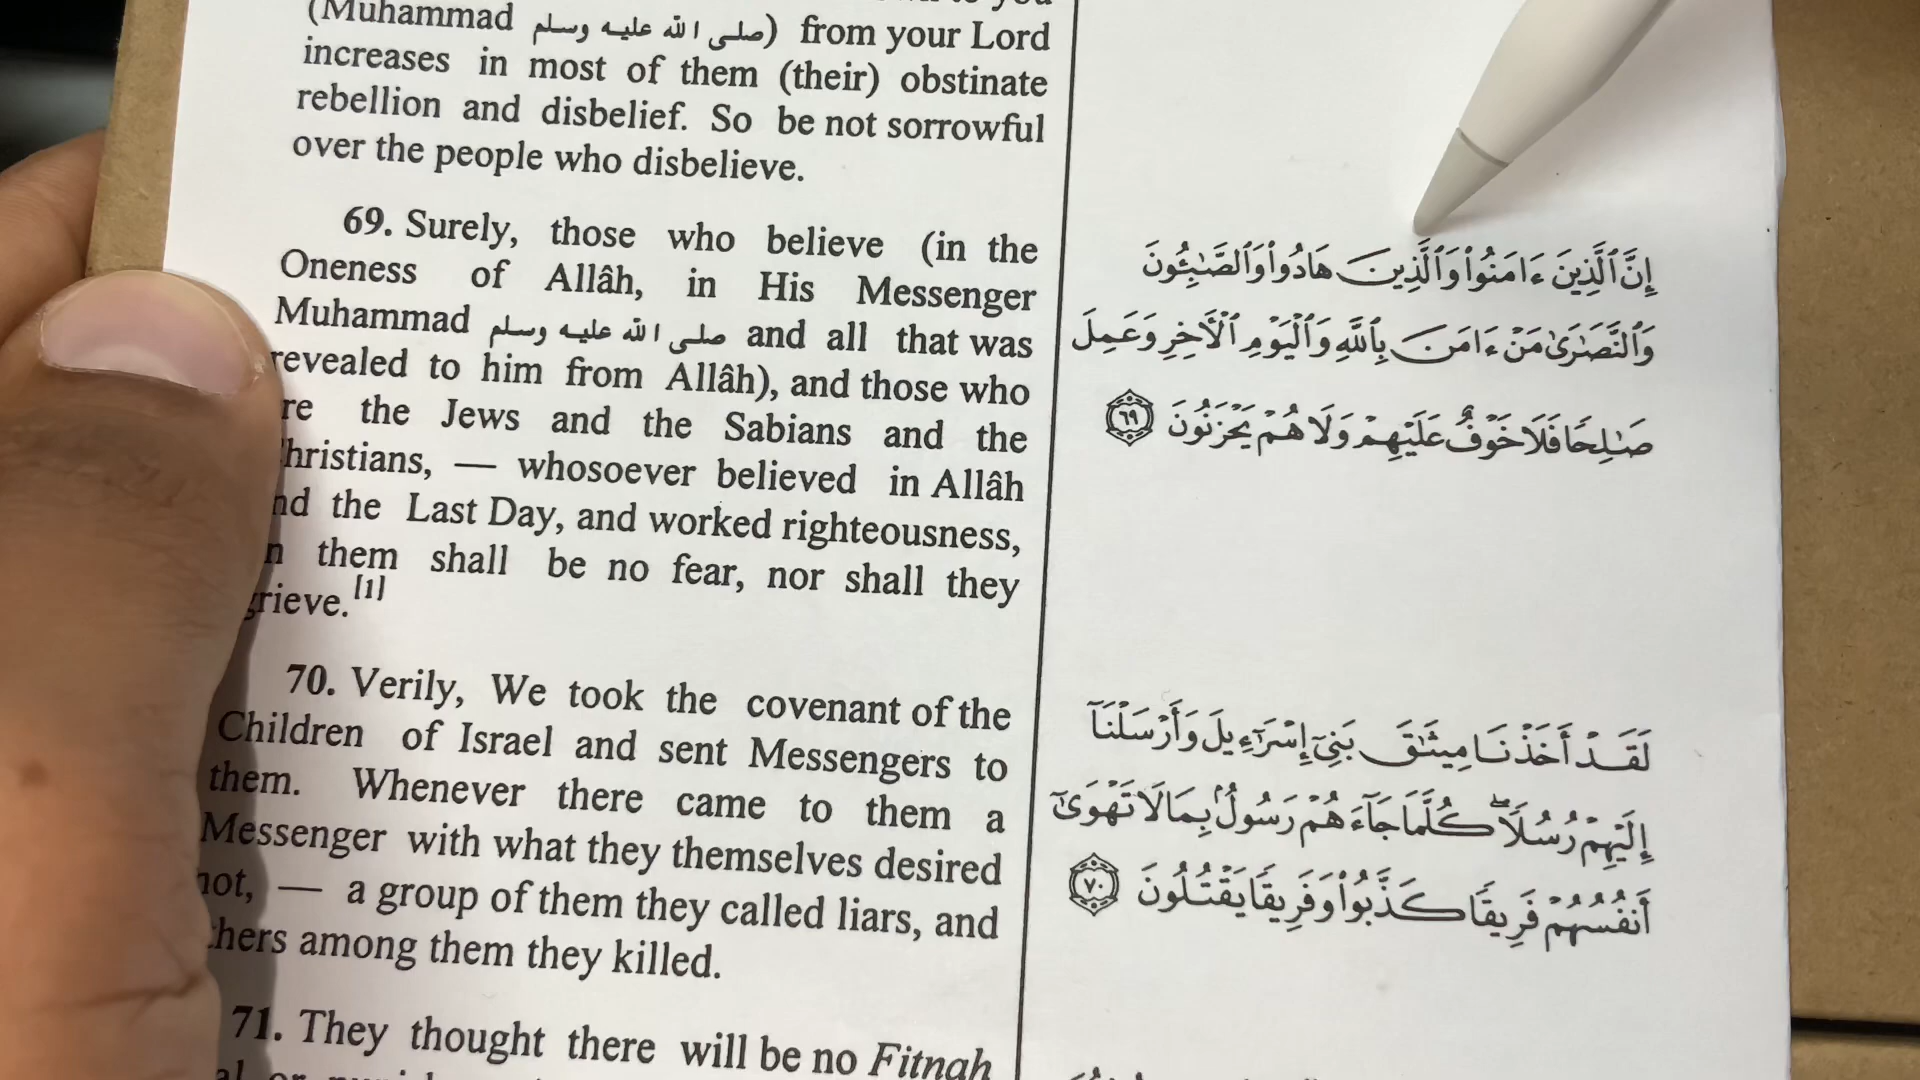 (Muhammad صلى الله عليه وسلم) from your Lord
increases in most of them (their) obstinate
rebellion and disbelief. So be not sorrowful
over the people who disbelieve.
69. Surely, those who believe (in the
Oneness of Allâh, in His Messenger
Muhammad صلى الله عليه وسلم and all that was
revealed to him from Allâh), and those who
re the Jews and the Sabians and the
hristians, — whosoever believed in Allâh
nd the Last Day, and worked righteousness,
n them shall be no fear, nor shall they
grieve.[1]
70. Verily, We took the covenant of the
Children of Israel and sent Messengers to
them. Whenever there came to them a
Messenger with what they themselves desired
not, — a group of them they called liars, and
thers among them they killed.
71. They thought there will be no Fitnah
إِنَّ ٱلَّذِينَ ءَامَنُوا۟ وَٱلَّذِينَ هَادُوا۟ وَٱلصَّـٰبِـُٔونَ
وَٱلنَّصَـٰرَىٰ مَنْ ءَامَنَ بِٱللَّهِ وَٱلْيَوْمِ ٱلْـَٔاخِرِ وَعَمِلَ
صَـٰلِحًا فَلَا خَوْفٌ عَلَيْهِمْ وَلَا هُمْ يَحْزَنُونَ ٦٩
لَقَدْ أَخَذْنَا مِيثَـٰقَ بَنِىٓ إِسْرَٰٓءِيلَ وَأَرْسَلْنَآ
إِلَيْهِمْ رُسُلًا ۖ كُلَّمَا جَآءَهُمْ رَسُولٌۢ بِمَا لَا تَهْوَىٰٓ
أَنفُسُهُمْ فَرِيقًا كَذَّبُوا۟ وَفَرِيقًا يَقْتُلُونَ ٧٠